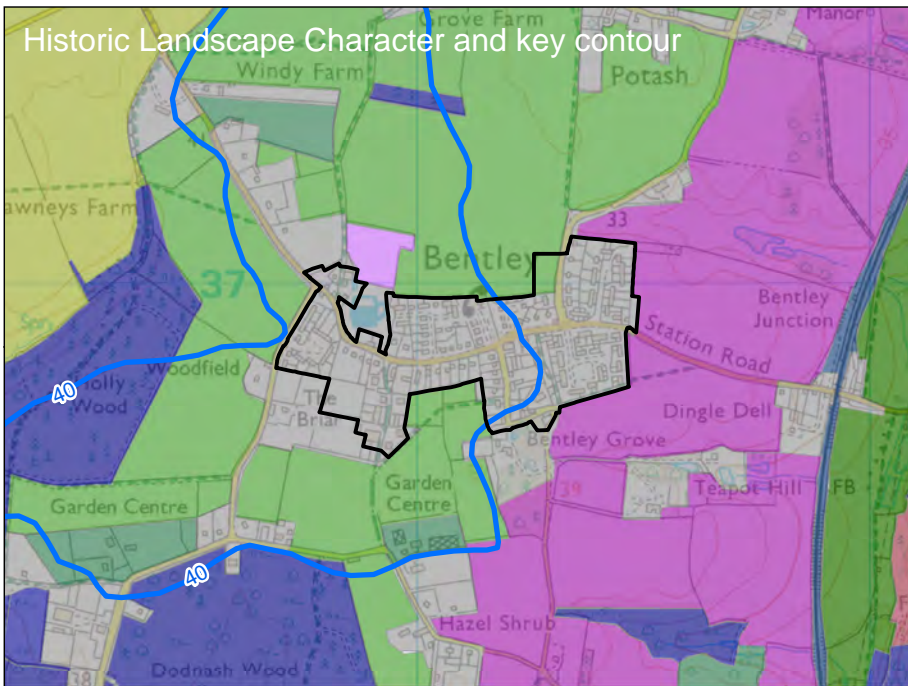 Historic Landscape Character and key contour
Grove Farm
Manor
Windy Farm
Potash
35
awneys Farm
33
Bentley
37
Bentley
Junction
Station Road
Woodfield
40
olly
Wood
The
Briar
Dingle Dell
Bentley Grove
39
Teapot Hill
FB
Garden
Centre
Garden Centre
40
Hazel Shrub
Dodnash Wood
38